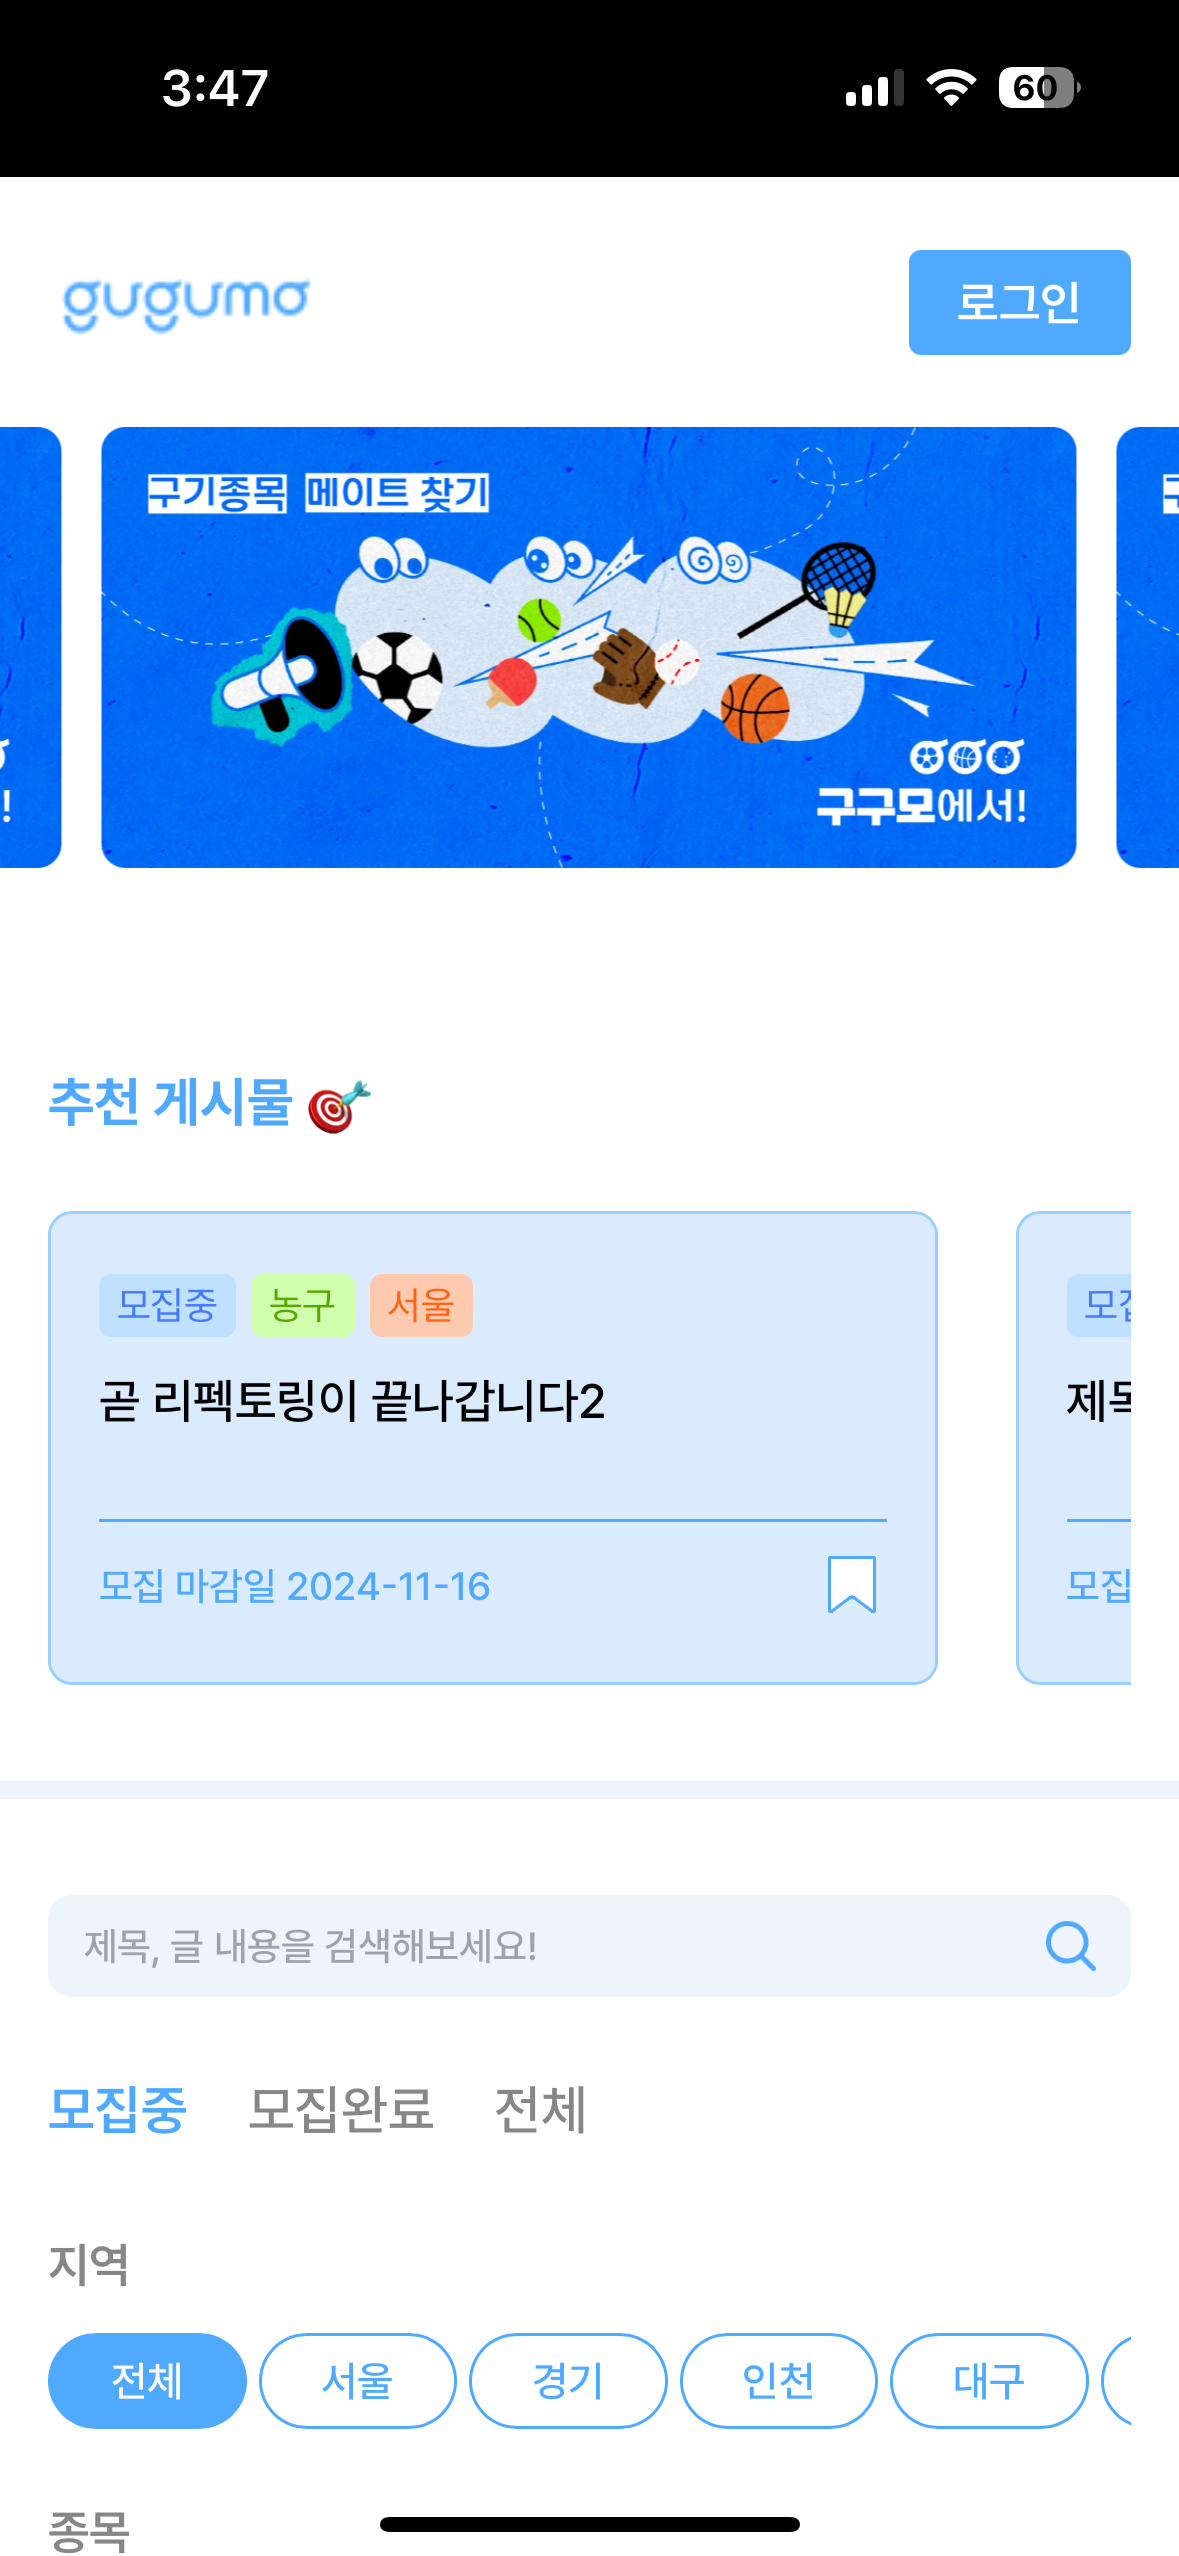 3:47
60
gugumo
로그인
구기종목 메이트 찾기
구구모에서!
!
추천 게시물
모집중 농구 서울
곧 리펙토링이 끝나갑니다2
제목
모집 마감일 2024-11-16
모집
제목, 글 내용을 검색해보세요!
모집중 모집완료 전체
지역
전체 서울 경기 인천 대구
종목